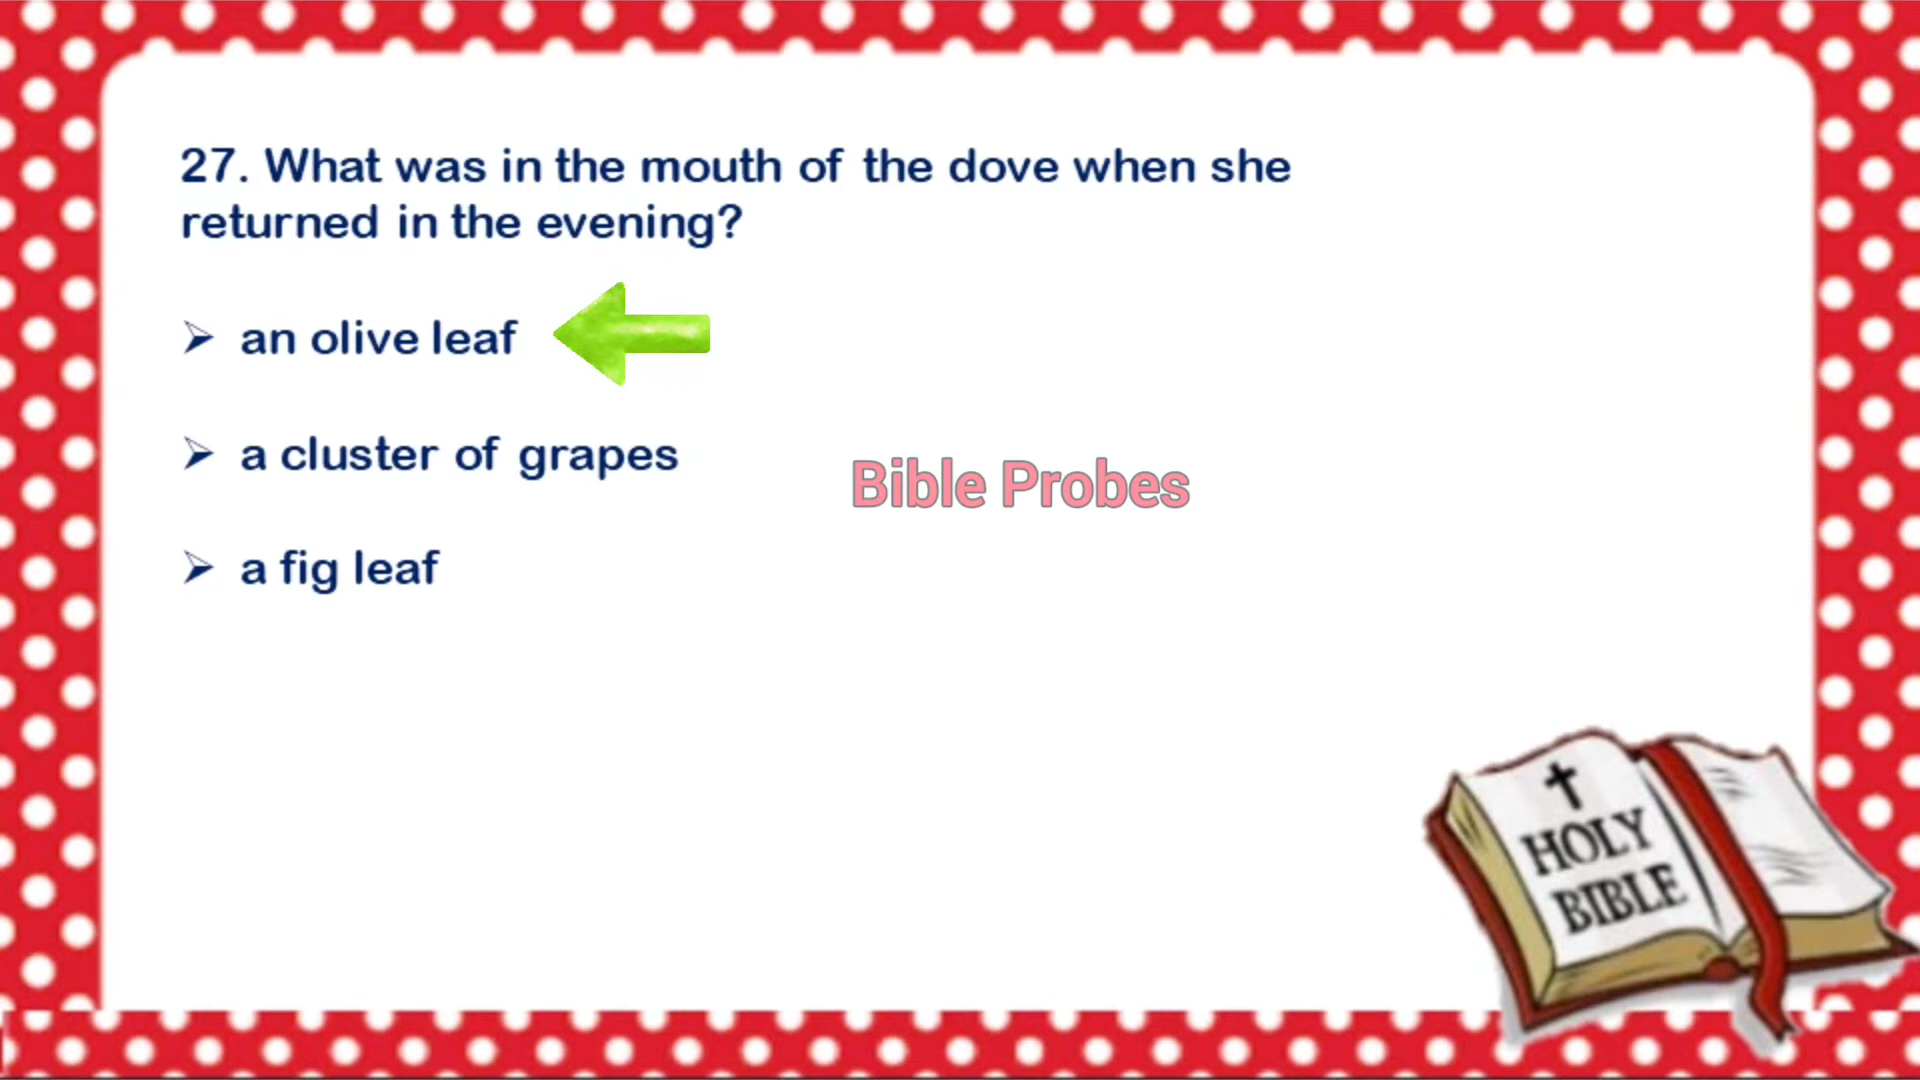 27. What was in the mouth of the dove when she
returned in the evening?
➢ an olive leaf
➢ a cluster of grapes
Bible Probes
➢ a fig leaf
HOLY
BIBLE